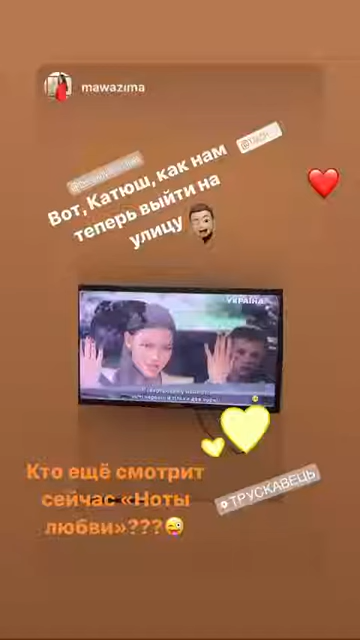 mawazima
Вот, Катюш, как нам
теперь выйти на
улицу
УКРАЇНА
Кто ещё смотрит
сейчас «Ноты
любви»???
ТРУСКАВЕЦЬ